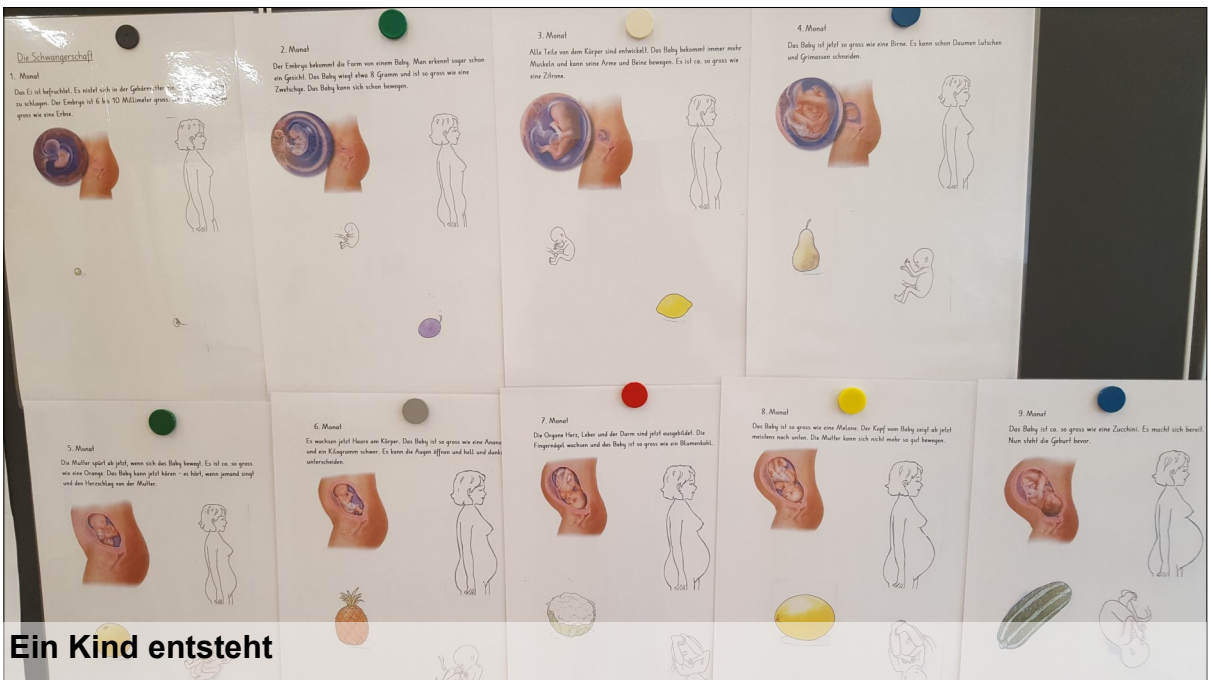 Die Schwangerschaft
1. Monat
Das Ei ist befruchtet. Es nistet sich in der Gebärmutter ein.
zu schlagen. Der Embryo ist 6 bis 10 Millimeter gross.
gross wie eine Erbse.
2. Monat
Der Embryo bekommt die Form von einem Baby. Man erkennt sogar schon
ein Gesicht. Das Baby wiegt etwa 8 Gramm und ist so gross wie eine
Zwetschge. Das Baby kann sich schon bewegen.
3. Monat
Alle Teile von dem Körper sind entwickelt. Das Baby bekommt immer mehr
Muskeln und kann seine Arme und Beine bewegen. Es ist ca. so gross wie
eine Zitrone.
4. Monat
Das Baby ist jetzt so gross wie eine Birne. Es kann schon Daumen lutschen
und Grimassen schneiden.
5. Monat
Die Mutter spürt ab jetzt, wenn sich das Baby bewegt. Es ist ca. so gross
wie eine Orange. Das Baby kann jetzt hören – es hört, wenn jemand singt
und den Herzschlag von der Mutter.
6. Monat
Es wachsen jetzt Haare am Körper. Das Baby ist so gross wie eine Anana
und ein Kilogramm schwer. Es kann die Augen öffnen und hell und dunk
unterscheiden.
7. Monat
Die Organe Herz, Leber und der Darm sind jetzt ausgebildet. Die
Fingernägel wachsen und das Baby ist so gross wie ein Blumenkohl.
8. Monat
Das Baby ist so gross wie eine Melone. Der Kopf vom Baby zeigt ab jetzt
meistens nach unten. Die Mutter kann sich nicht mehr so gut bewegen.
9. Monat
Das Baby ist ca. so gross wie eine Zucchini. Es macht sich bereit.
Nun steht die Geburt bevor.
Ein Kind entsteht